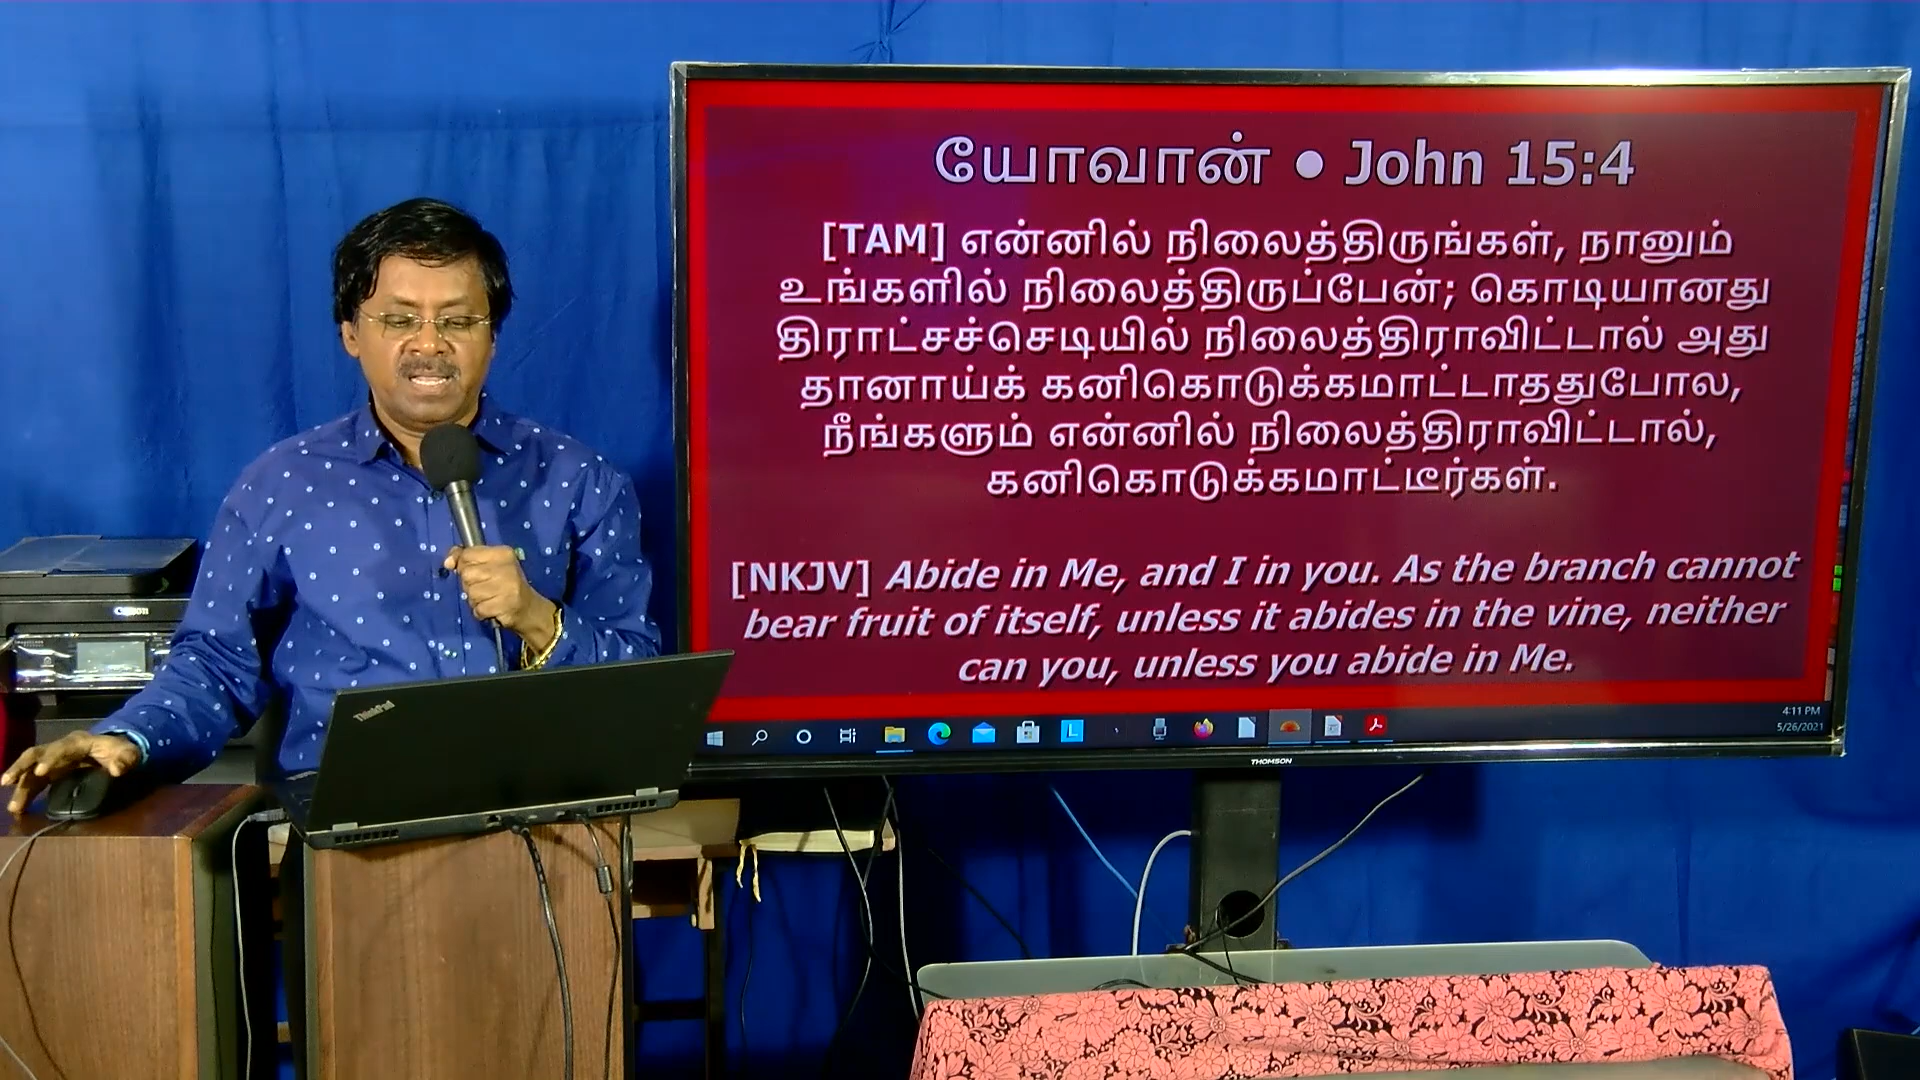 யோவான் • John 15:4
[TAM] என்னில் நிலைத்திருங்கள், நானும்
உங்களில் நிலைத்திருப்பேன்; கொடியானது
திராட்சச்செடியில் நிலைத்திராவிட்டால் அது
தானாய்க் கனிகொடுக்கமாட்டாததுபோல,
நீங்களும் என்னில் நிலைத்திராவிட்டால்,
கனிகொடுக்கமாட்டீர்கள்.
[NKJV] Abide in Me, and I in you. As the branch cannot
bear fruit of itself, unless it abides in the vine, neither
can you, unless you abide in Me.
4:11 PM
5/26/2021
THOMSON
ThinkPad
Canon